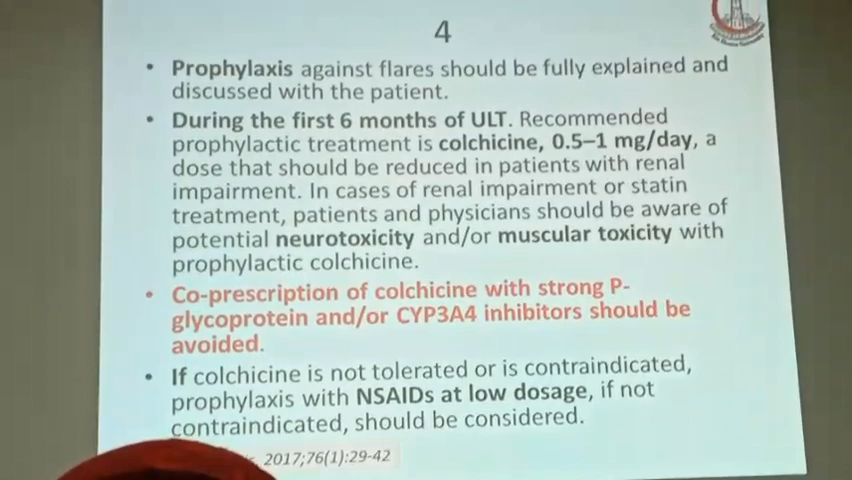 4
• Prophylaxis against flares should be fully explained and
discussed with the patient.
• During the first 6 months of ULT. Recommended
prophylactic treatment is colchicine, 0.5–1 mg/day, a
dose that should be reduced in patients with renal
impairment. In cases of renal impairment or statin
treatment, patients and physicians should be aware of
potential neurotoxicity and/or muscular toxicity with
prophylactic colchicine.
• Co-prescription of colchicine with strong P-
glycoprotein and/or CYP3A4 inhibitors should be
avoided.
• If colchicine is not tolerated or is contraindicated,
prophylaxis with NSAIDs at low dosage, if not
contraindicated, should be considered.
2017;76(1):29-42